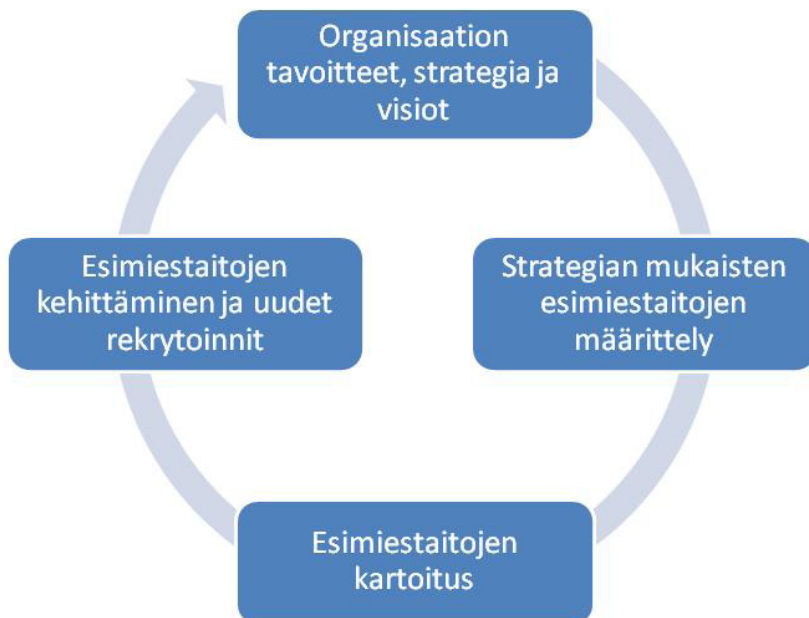 Organisaation
tavoitteet, strategia ja
visiot
Strategian mukaisten
esimiestaitojen
määrittely
Esimiestaitojen
kartoitus
Esimiestaitojen
kehittäminen ja uudet
rekrytoinnit